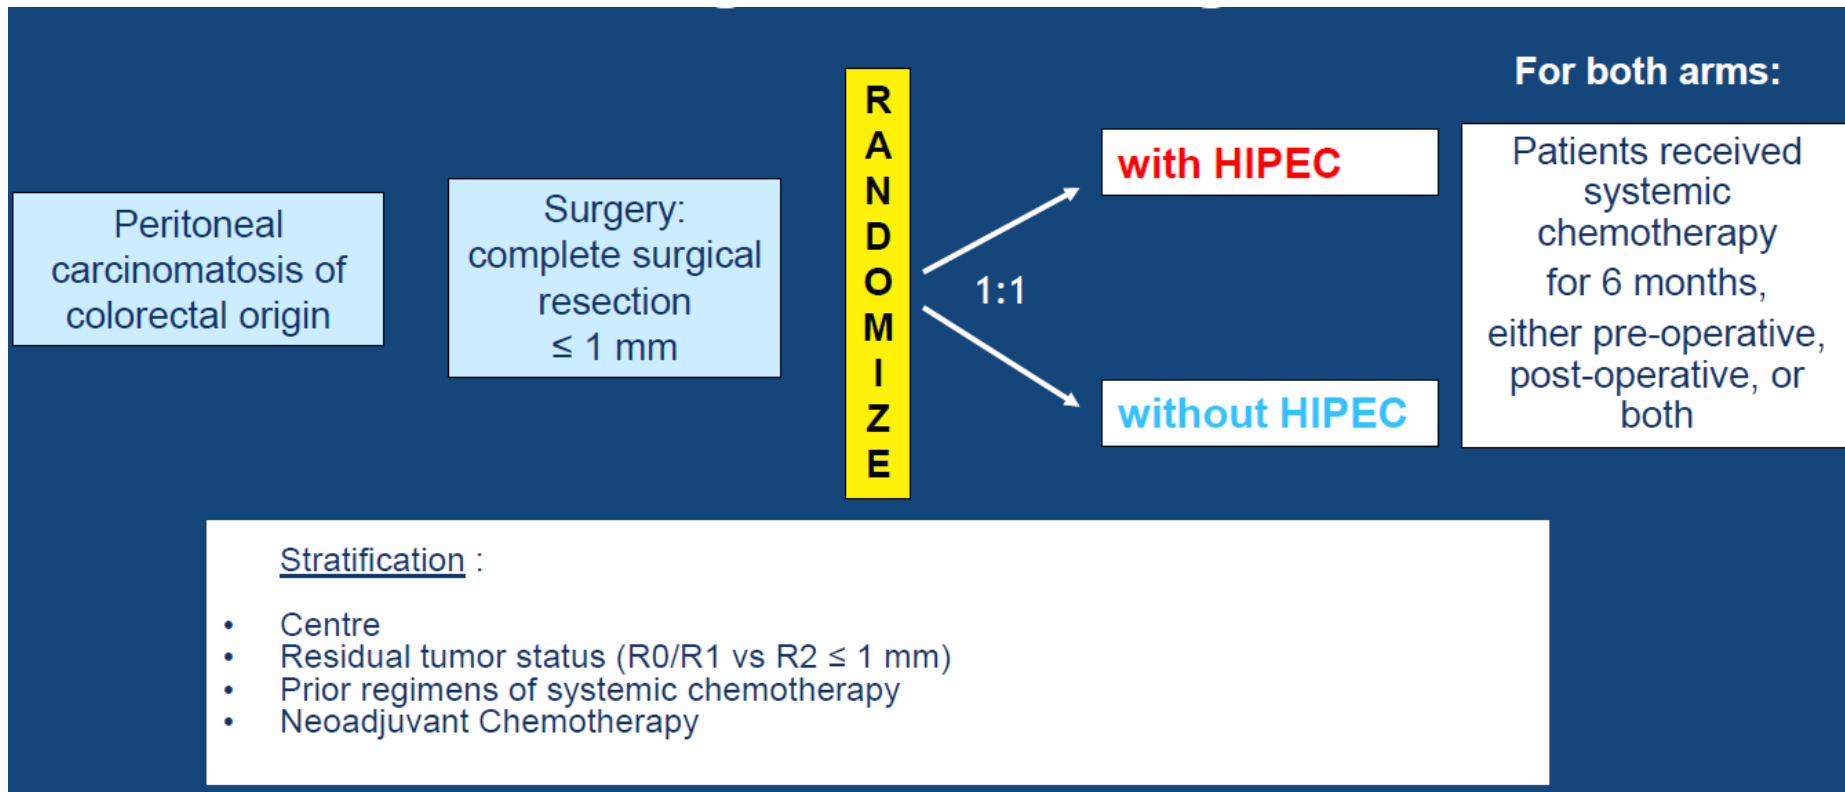 For both arms:
Peritoneal
carcinomatosis of
colorectal origin
Surgery:
complete surgical
resection
≤ 1 mm
R
A
N
D
O
M
I
Z
E
1:1
with HIPEC
without HIPEC
Patients received
systemic
chemotherapy
for 6 months,
either pre-operative,
post-operative, or
both
Stratification :
• Centre
• Residual tumor status (R0/R1 vs R2 ≤ 1 mm)
• Prior regimens of systemic chemotherapy
• Neoadjuvant Chemotherapy